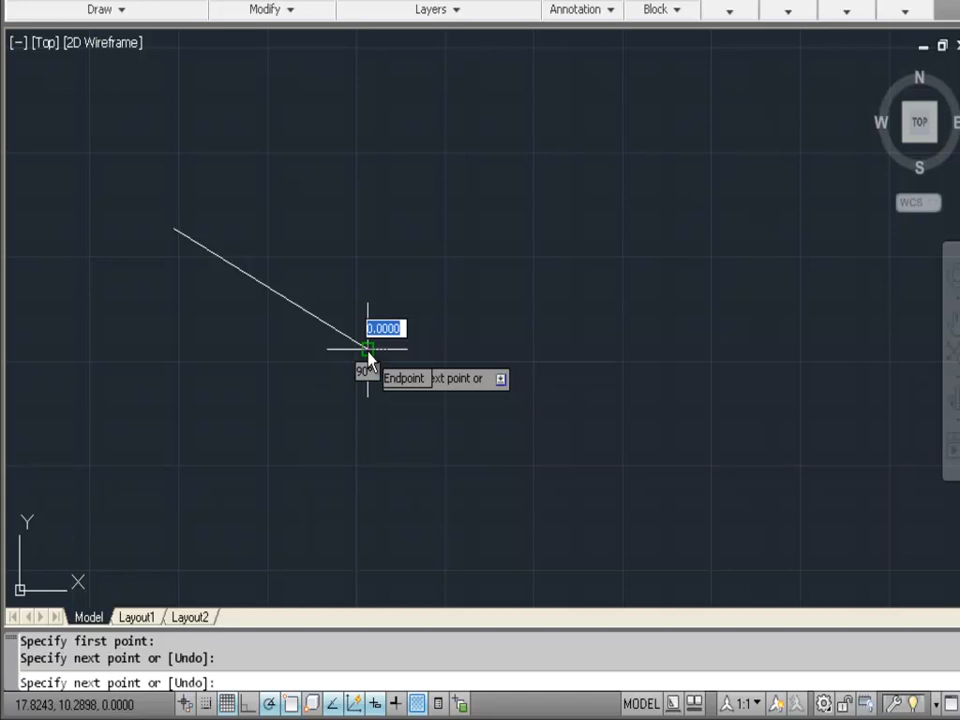 Draw Modify Layers Annotation Block
[−] [Top] [2D Wireframe]
N
W TOP E
S
WCS
0.0000
90°
Endpoint ext point or
Y
X
Model Layout1 Layout2
Specify first point:
Specify next point or [Undo]:
Specify next point or [Undo]:
17.8243, 10.2898, 0.0000 MODEL 1:1